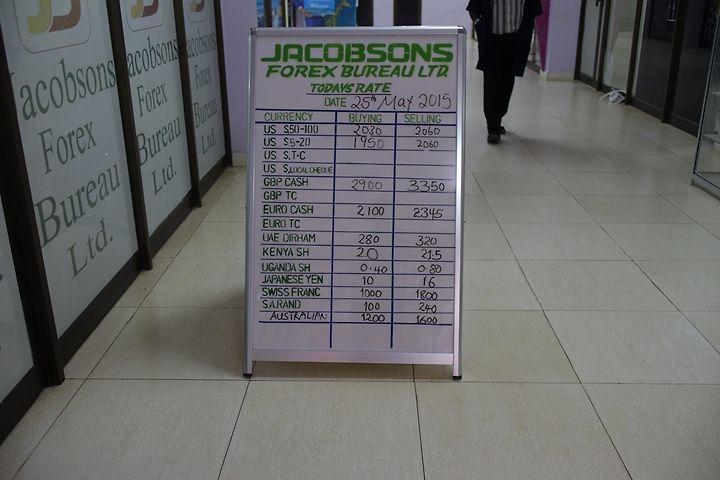 Jacobsons
Forex
Bureau
Ltd.
Jacobsons
Forex
Bureau
Ltd.
JACOBSONS
FOREX BUREAU LTD.
TODAYS RATE
DATE 25th May 2015
CURRENCY BUYING SELLING
US $50-100 2030 2060
US $5-20 1950 2060
US $.T-C
US $.LOCAL CHEQUE
GBP CASH 2900 3350
GBP TC
EURO CASH 2100 2345
EURO TC
UAE DIRHAM 280 320
KENYA SH 20 21.5
UGANDA SH 0.40 0.80
JAPANESE YEN 10 16
SWISS FRANC 1000 1800
S.A.RAND 100 240
AUSTRALIAN 1200 1600